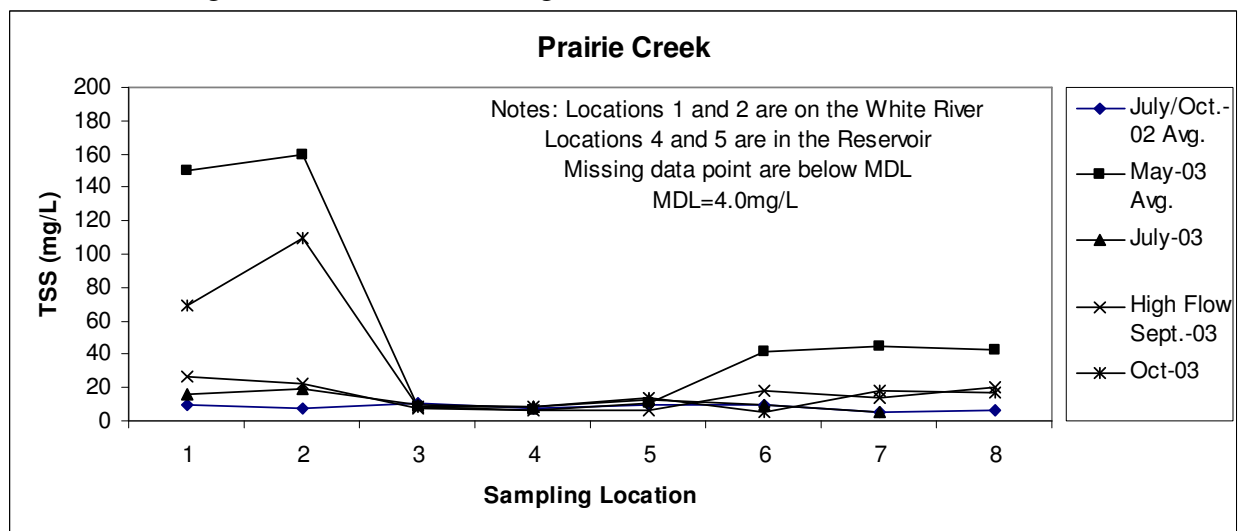 Prairie Creek
Notes: Locations 1 and 2 are on the White River
Locations 4 and 5 are in the Reservoir
Missing data point are below MDL
MDL=4.0mg/L
TSS (mg/L)
200
180
160
140
120
100
80
60
40
20
0
1 2 3 4 5 6 7 8
Sampling Location
July/Oct.-
02 Avg.
May-03
Avg.
July-03
High Flow
Sept.-03
Oct-03